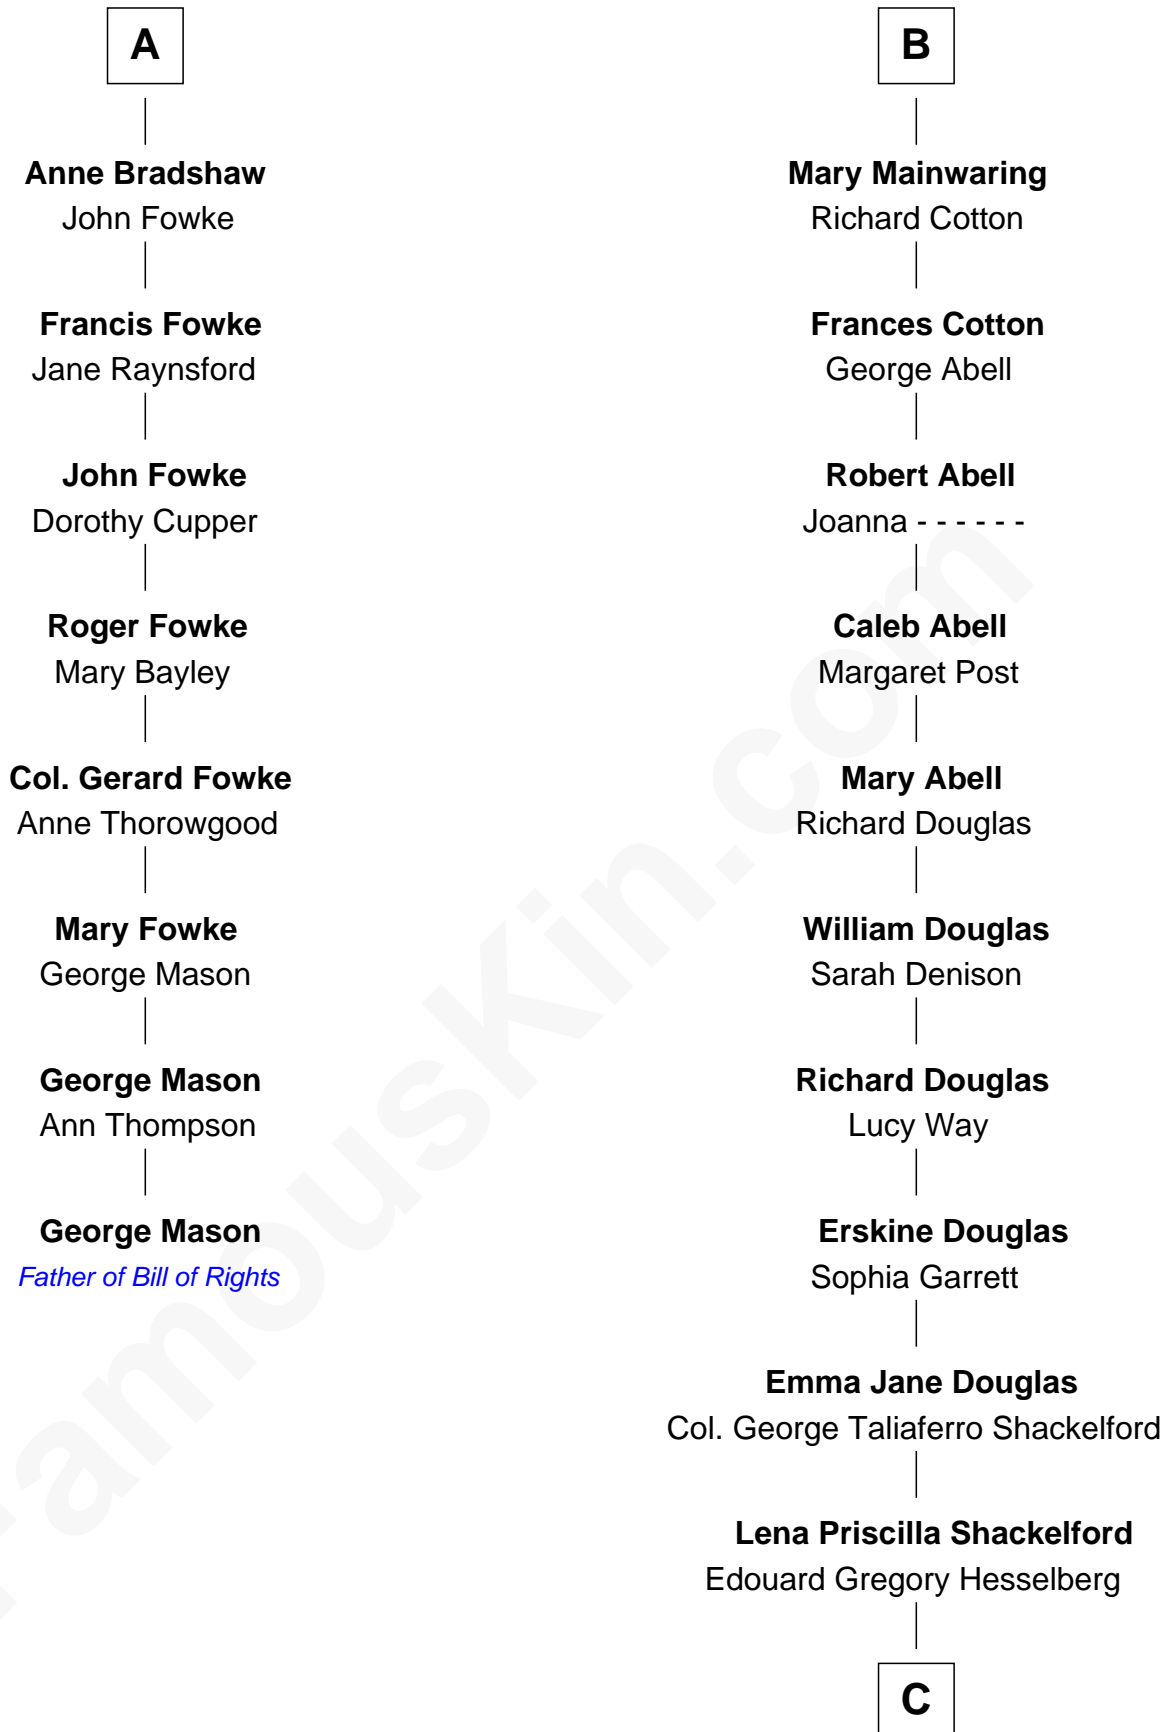 A
Anne Bradshaw
John Fowke
Francis Fowke
Jane Raynsford
John Fowke
Dorothy Cupper
Roger Fowke
Mary Bayley
Col. Gerard Fowke
Anne Thorowgood
Mary Fowke
George Mason
George Mason
Ann Thompson
George Mason
Father of Bill of Rights
B
Mary Mainwaring
Richard Cotton
Frances Cotton
George Abell
Robert Abell
Joanna - - - - - -
Caleb Abell
Margaret Post
Mary Abell
Richard Douglas
William Douglas
Sarah Denison
Richard Douglas
Lucy Way
Erskine Douglas
Sophia Garrett
Emma Jane Douglas
Col. George Taliaferro Shackelford
Lena Priscilla Shackelford
Edouard Gregory Hesselberg
C
FamousKin.com